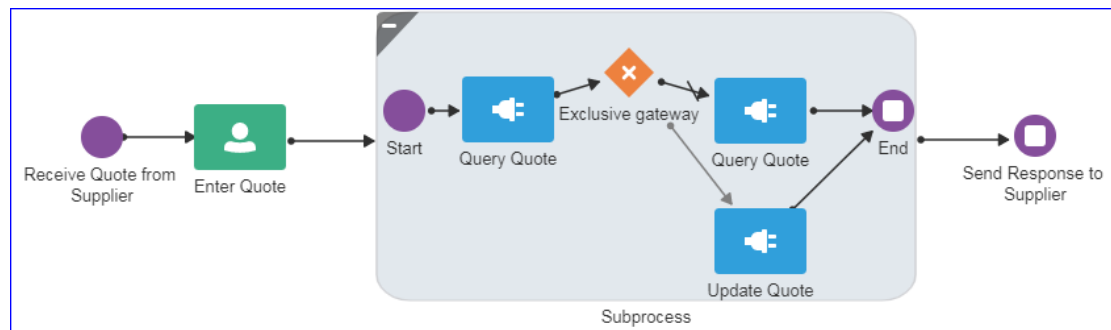 Receive Quote from
Supplier
Enter Quote
Start
Query Quote
Exclusive gateway
Query Quote
Update Quote
End
Subprocess
Send Response to
Supplier